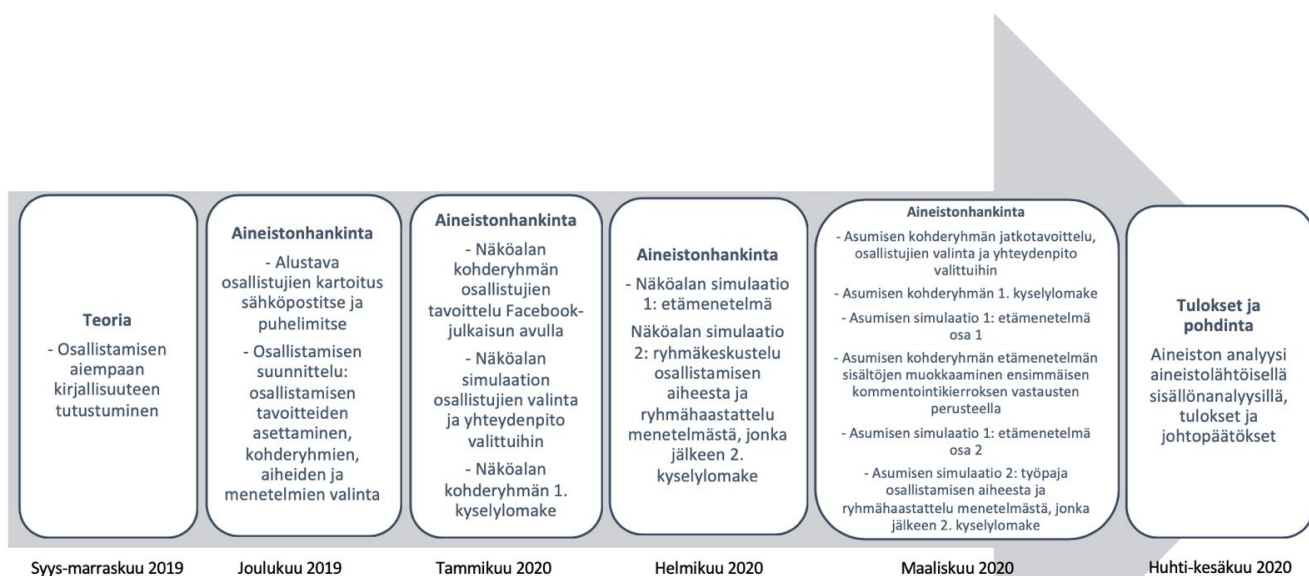 Teoria
- Osallistamisen
aiempaan
kirjallisuuteen
tutustuminen
Aineistonhankinta
- Alustava
osallistujien kartoitus
sähköpostitse ja
puhelimitse
- Osallistamisen
suunnittelu:
osallistamisen
tavoitteiden
asettaminen,
kohderyhmien,
aiheiden ja
menetelmien valinta
Aineistonhankinta
- Näköalan
kohderyhmän
osallistujien
tavoittelu Facebook-
julkaisun avulla
- Näköalan
simulaation
osallistujien valinta
ja yhteydenpito
valittuihin
- Näköalan
kohderyhmän 1.
kyselylomake
Aineistonhankinta
- Näköalan simulaatio
1: etämenetelmä
Näköalan simulaatio
2: ryhmäkeskustelu
osallistamisen
aiheesta ja
ryhmähaastattelu
menetelmästä, jonka
jälkeen 2.
kyselylomake
Aineistonhankinta
- Asumisen kohderyhmän jatkotavoittelu,
osallistujien valinta ja yhteydenpito
valittuihin
- Asumisen kohderyhmän 1. kyselylomake
- Asumisen simulaatio 1: etämenetelmä
osa 1
- Asumisen kohderyhmän etämenetelmän
sisältöjen muokkaaminen ensimmäisen
kommentointikierroksen vastausten
perusteella
- Asumisen simulaatio 1: etämenetelmä
osa 2
- Asumisen simulaatio 2: työpaja
osallistamisen aiheesta ja
ryhmähaastattelu menetelmästä, jonka
jälkeen 2. kyselylomake
Tulokset ja
pohdinta
Aineiston analyysi
aineistolähtöisellä
sisällönanalyysillä,
tulokset ja
johtopäätökset
Syys-marraskuu 2019
Joulukuu 2019
Tammikuu 2020
Helmikuu 2020
Maaliskuu 2020
Huhti-kesäkuu 2020